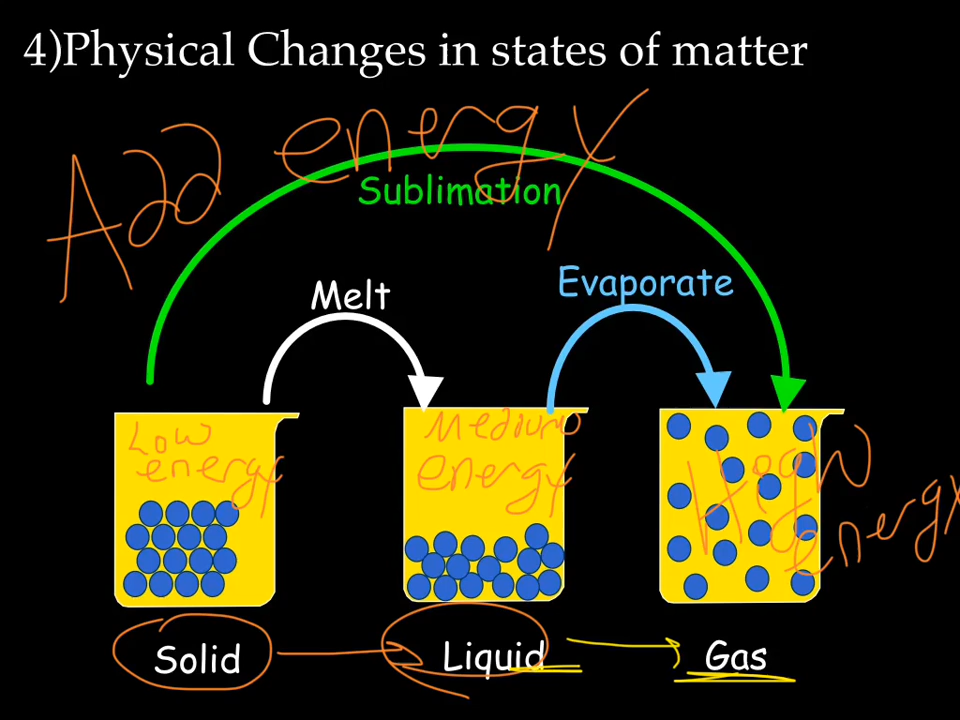 4)Physical Changes in states of matter
Add energy
Sublimation
Melt
Evaporate
Low
energy
Medium
energy
High
energy
Solid
Liquid
Gas